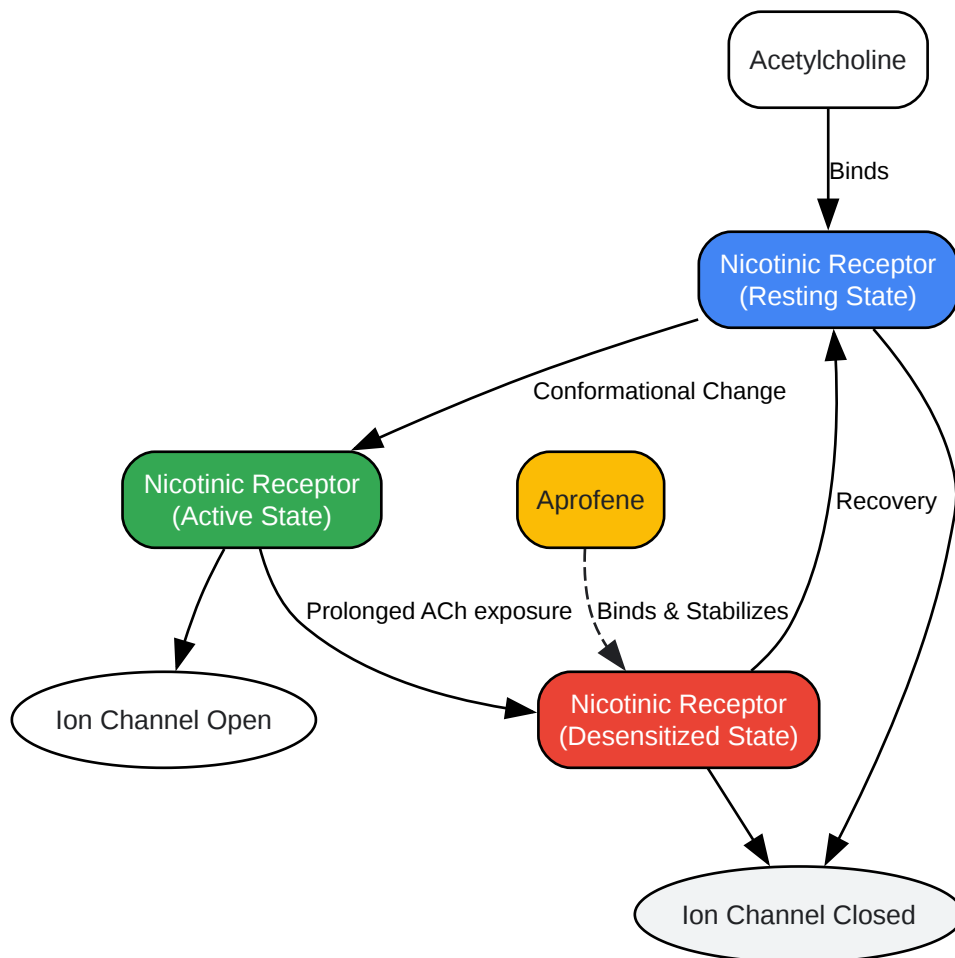 Acetylcholine
Binds
Nicotinic Receptor
(Resting State)
Conformational Change
Nicotinic Receptor
(Active State)
Aprofene
Recovery
Prolonged ACh exposure
Binds & Stabilizes
Ion Channel Open
Nicotinic Receptor
(Desensitized State)
Ion Channel Closed